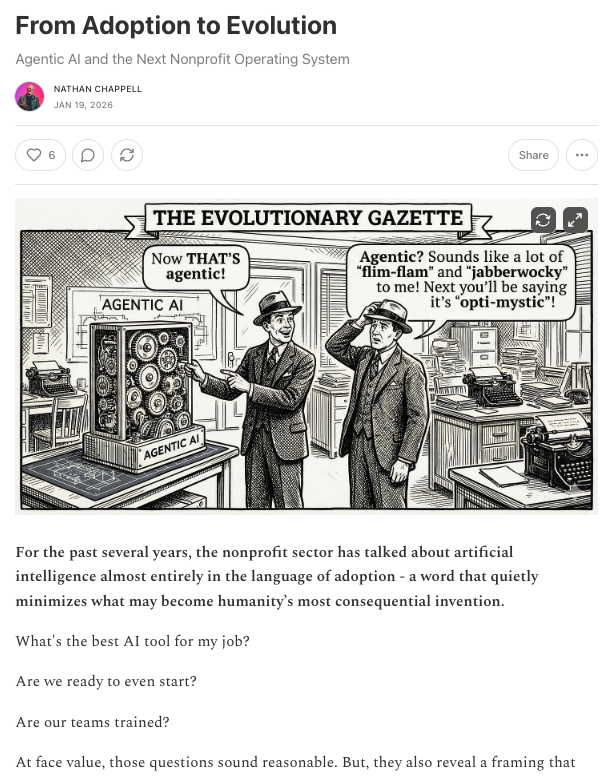 From Adoption to Evolution
Agentic AI and the Next Nonprofit Operating System
NATHAN CHAPPELL
JAN 19, 2026
6
Share
THE EVOLUTIONARY GAZETTE
Now THAT'S
agentic!
Agentic? Sounds like a lot of
“flim-flam” and “jabberwocky”
to me! Next you’ll be saying
it’s “opti-mystic”!
AGENTIC AI
AGENTIC AI
For the past several years, the nonprofit sector has talked about artificial
intelligence almost entirely in the language of adoption - a word that quietly
minimizes what may become humanity’s most consequential invention.
What's the best AI tool for my job?
Are we ready to even start?
Are our teams trained?
At face value, those questions sound reasonable. But, they also reveal a framing that